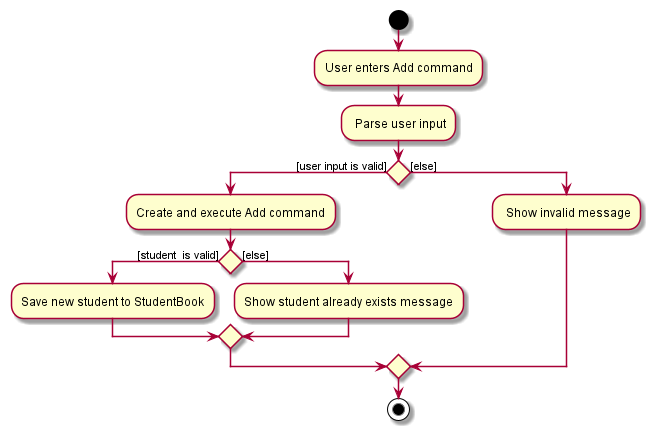 User enters Add command
Parse user input
[user input is valid]
[else]
Create and execute Add command
Show invalid message
[student  is valid]
[else]
Save new student to StudentBook
Show student already exists message